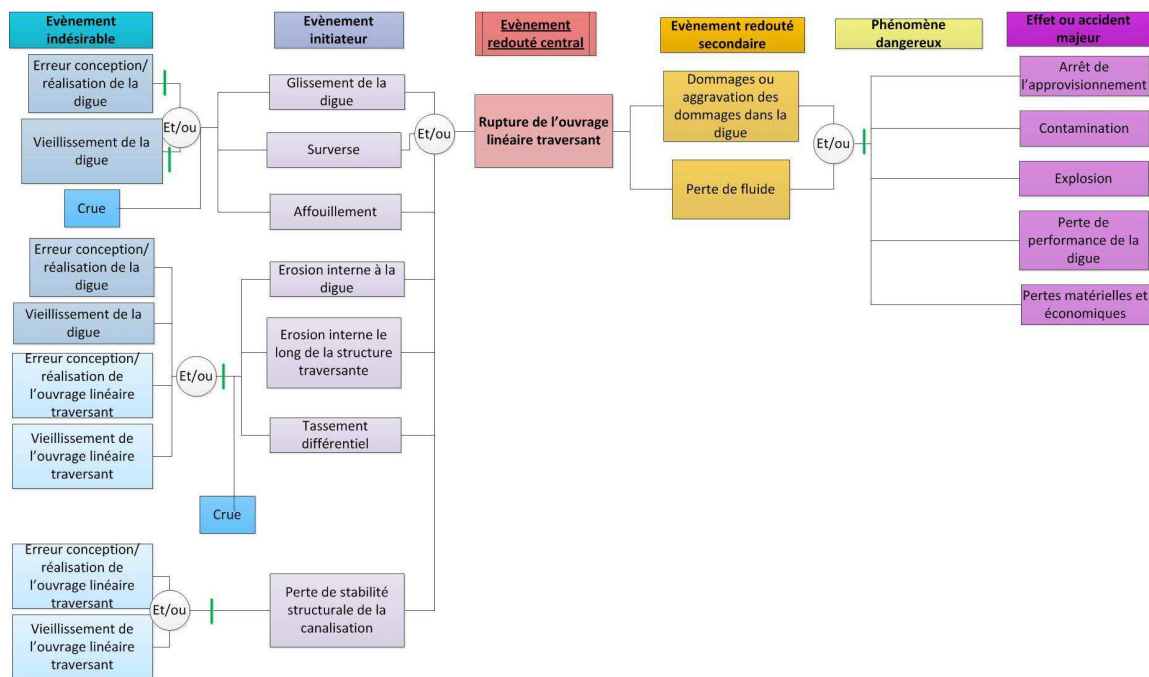 Evènement
indésirable
Evènement
initiateur
Evènement
redouté central
Evènement redouté
secondaire
Phénomène
dangereux
Effet ou accident
majeur
Erreur conception/
réalisation de la
digue
Et/ou
Vieillissement de la
digue
Crue
Glissement de la
digue
Surverse
Affouillement
Et/ou
Rupture de l’ouvrage
linéaire traversant
Dommages ou
aggravation des
dommages dans la
digue
Perte de fluide
Et/ou
Arrêt de
l’approvisionnement
Contamination
Explosion
Perte de
performance de la
digue
Pertes matérielles et
économiques
Erreur conception/
réalisation de la
digue
Vieillissement de la
digue
Erreur conception/
réalisation de
l’ouvrage linéaire
traversant
Vieillissement de
l’ouvrage linéaire
traversant
Et/ou
Crue
Erosion interne à la
digue
Erosion interne le
long de la structure
traversante
Tassement
différentiel
Erreur conception/
réalisation de
l’ouvrage linéaire
traversant
Vieillissement de
l’ouvrage linéaire
traversant
Et/ou
Perte de stabilité
structurale de la
canalisation